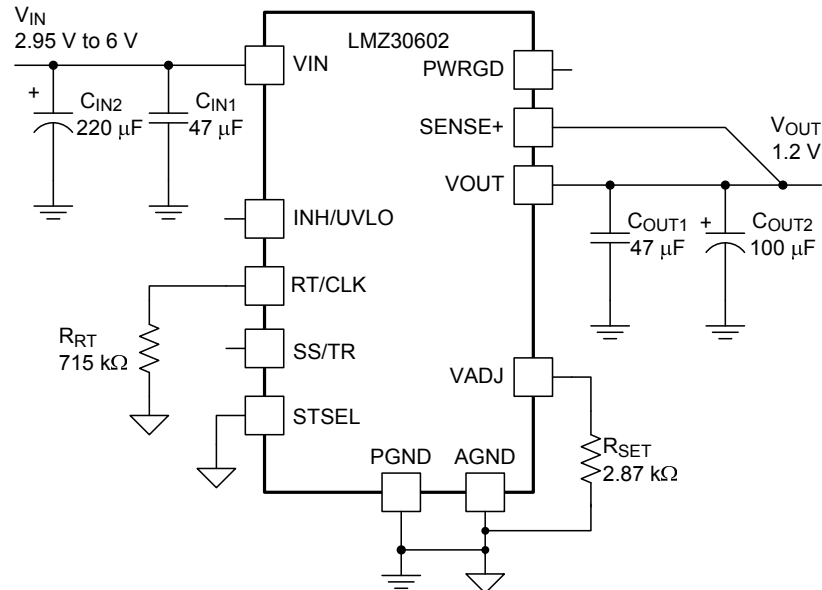 VIN
2.95 V to 6 V
LMZ30602
VIN
PWRGD
+
CIN2
220 μF
CIN1
47 μF
SENSE+
VOUT
1.2 V
VOUT
INH/UVLO
COUT1
47 μF
+
COUT2
100 μF
RT/CLK
RRT
715 kΩ
SS/TR
VADJ
STSEL
PGND
AGND
RSET
2.87 kΩ